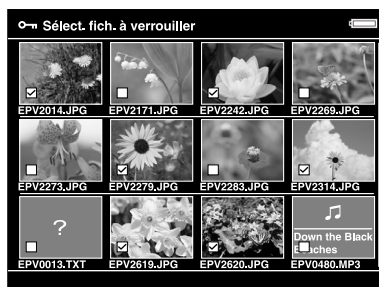 Sélect. fich. à verrouiller
EPV2014.JPG EPV2171.JPG EPV2242.JPG EPV2269.JPG
EPV2273.JPG EPV2279.JPG EPV2283.JPG EPV2314.JPG
?
Down the Black
Beaches
EPV0013.TXT EPV2619.JPG EPV2620.JPG EPV0480.MP3